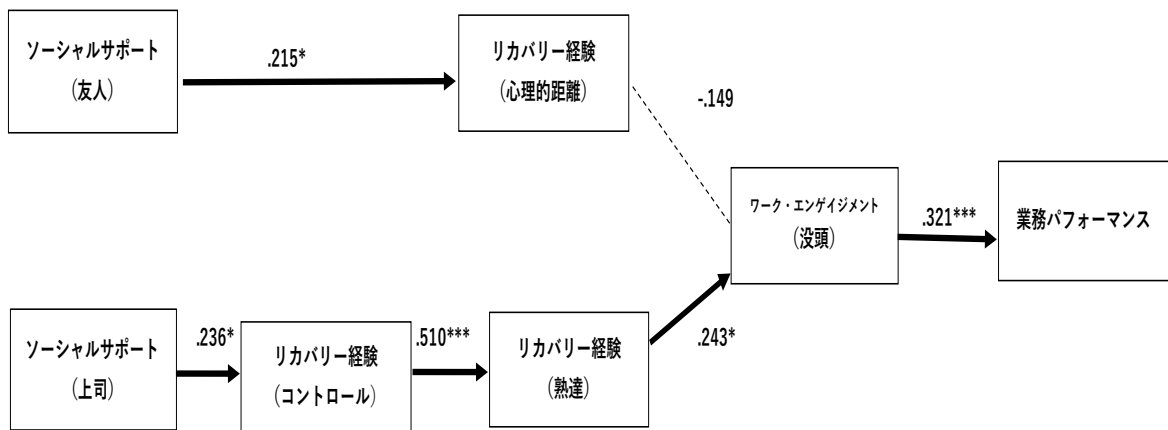 ソーシャルサポート
(友人)
.215*
リカバリー経験
(心理的距離)
-.149
ワーク・エンゲイジメント
(没頭)
.321***
業務パフォーマンス
ソーシャルサポート
(上司)
.236*
リカバリー経験
(コントロール)
.510***
リカバリー経験
(熟達)
.243*